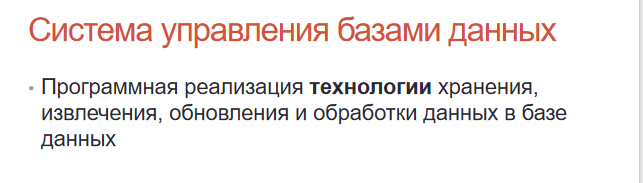 Система управления базами данных
• Программная реализация технологии хранения,
извлечения, обновления и обработки данных в базе
данных